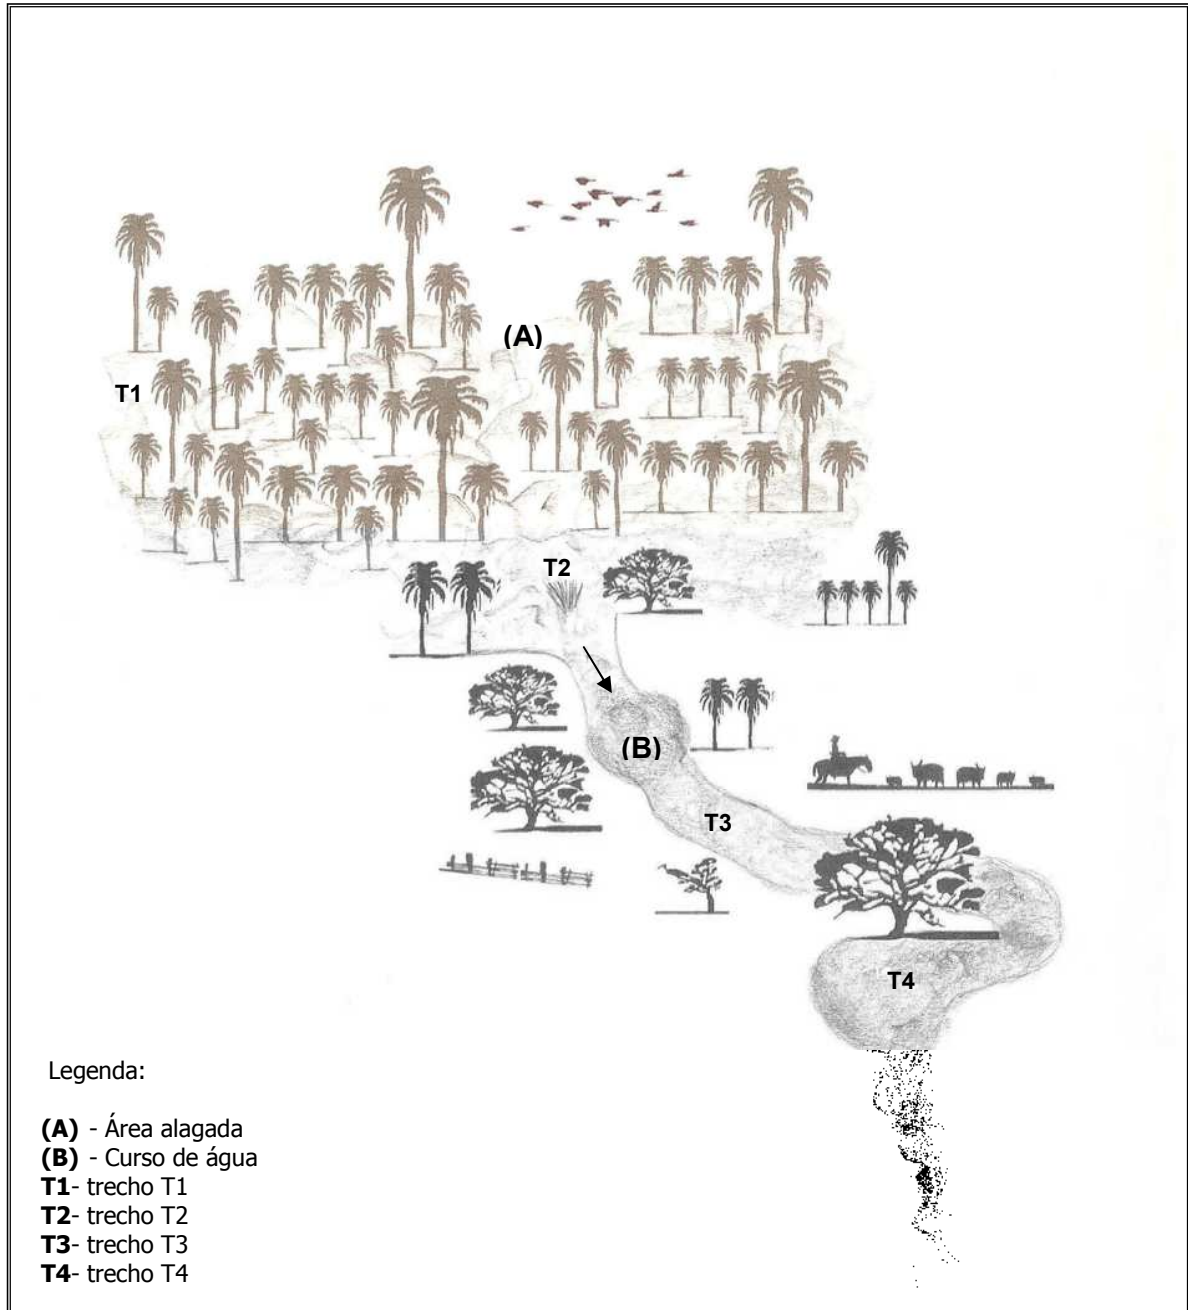 (A)
T1
T2
(B)
T3
T4
Legenda:
(A) - Área alagada
(B) - Curso de água
T1- trecho T1
T2- trecho T2
T3- trecho T3
T4- trecho T4